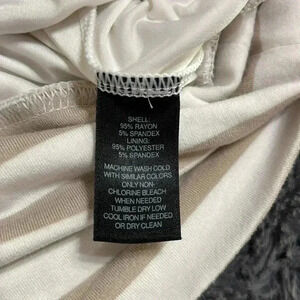 SHELL:
95% RAYON
5% SPANDEX
LINING:
95% POLYESTER
5% SPANDEX
MACHINE WASH COLD
WITH SIMILAR COLORS
ONLY NON-
CHLORINE BLEACH
WHEN NEEDED
TUMBLE DRY LOW
COOL IRON IF NEEDED
OR DRY CLEAN